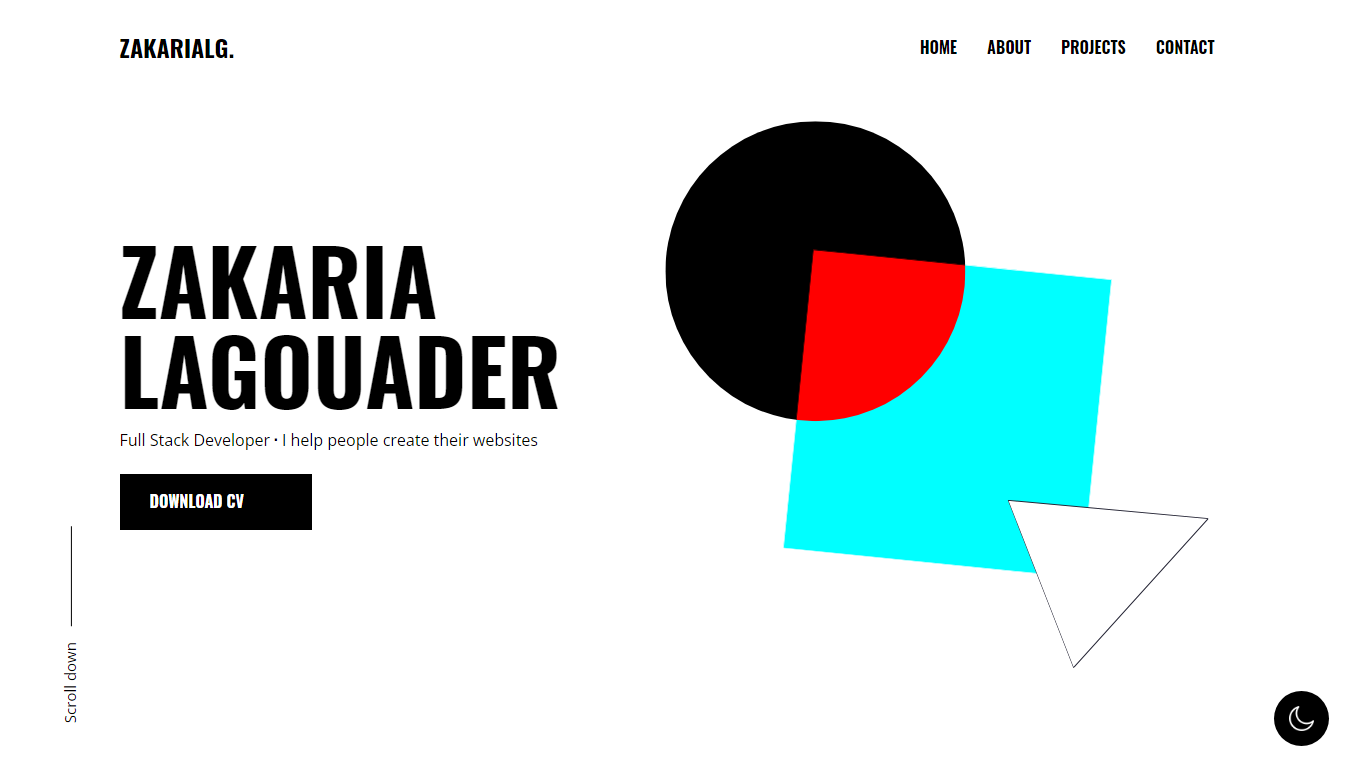 ZAKARIALG.
HOME ABOUT PROJECTS CONTACT
ZAKARIA
LAGOUADER
Full Stack Developer · I help people create their websites
DOWNLOAD CV
Scroll down